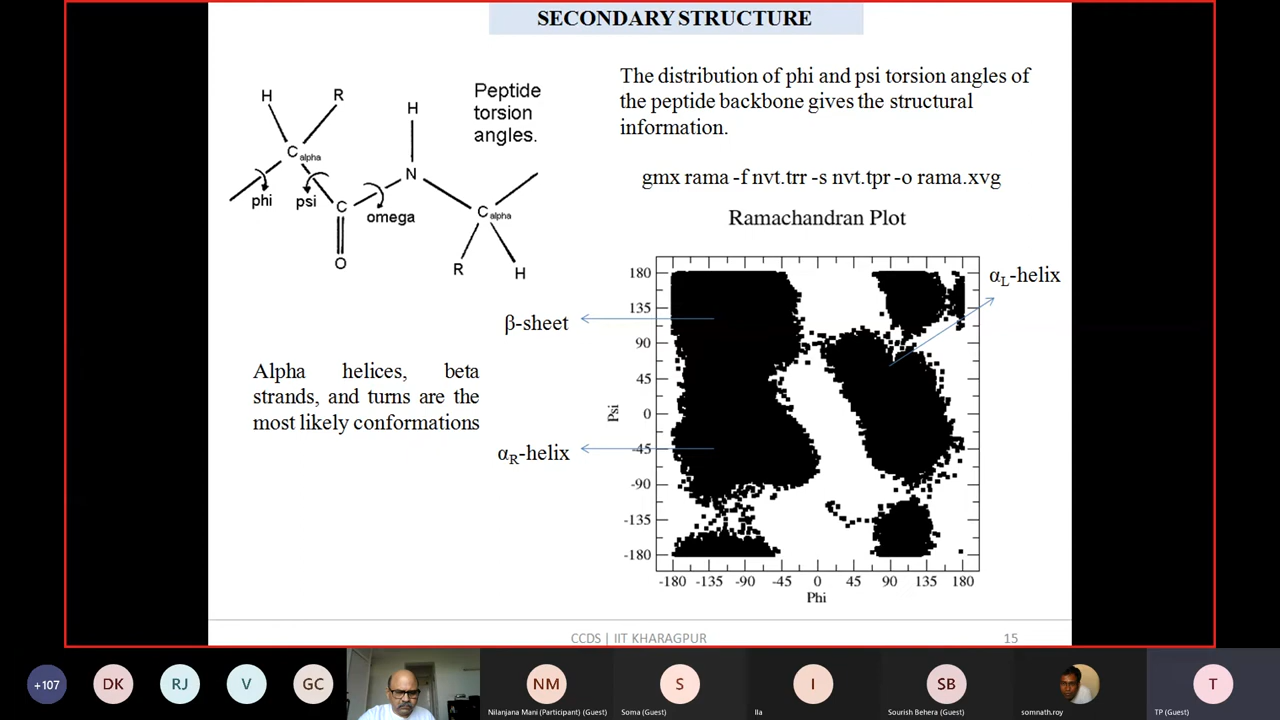 SECONDARY STRUCTURE
H
R
H
Peptide
torsion
angles.
C alpha
N
phi
psi
C
omega
C alpha
O
R
H
The distribution of phi and psi torsion angles of
the peptide backbone gives the structural
information.
gmx rama -f nvt.trr -s nvt.tpr -o rama.xvg
Ramachandran Plot
αL-helix
β-sheet
αR-helix
Alpha helices, beta
strands, and turns are the
most likely conformations
180
135
90
45
0
-45
-90
-135
-180
Psi
-180 -135 -90 -45 0 45 90 135 180
Phi
CCDS | IIT KHARAGPUR
15
+107
DK
RJ
V
GC
NM
Nilanjana Mani (Participant) (Guest)
S
Soma (Guest)
I
Ila
SB
Sourish Behera (Guest)
somnath.roy
T
TP (Guest)